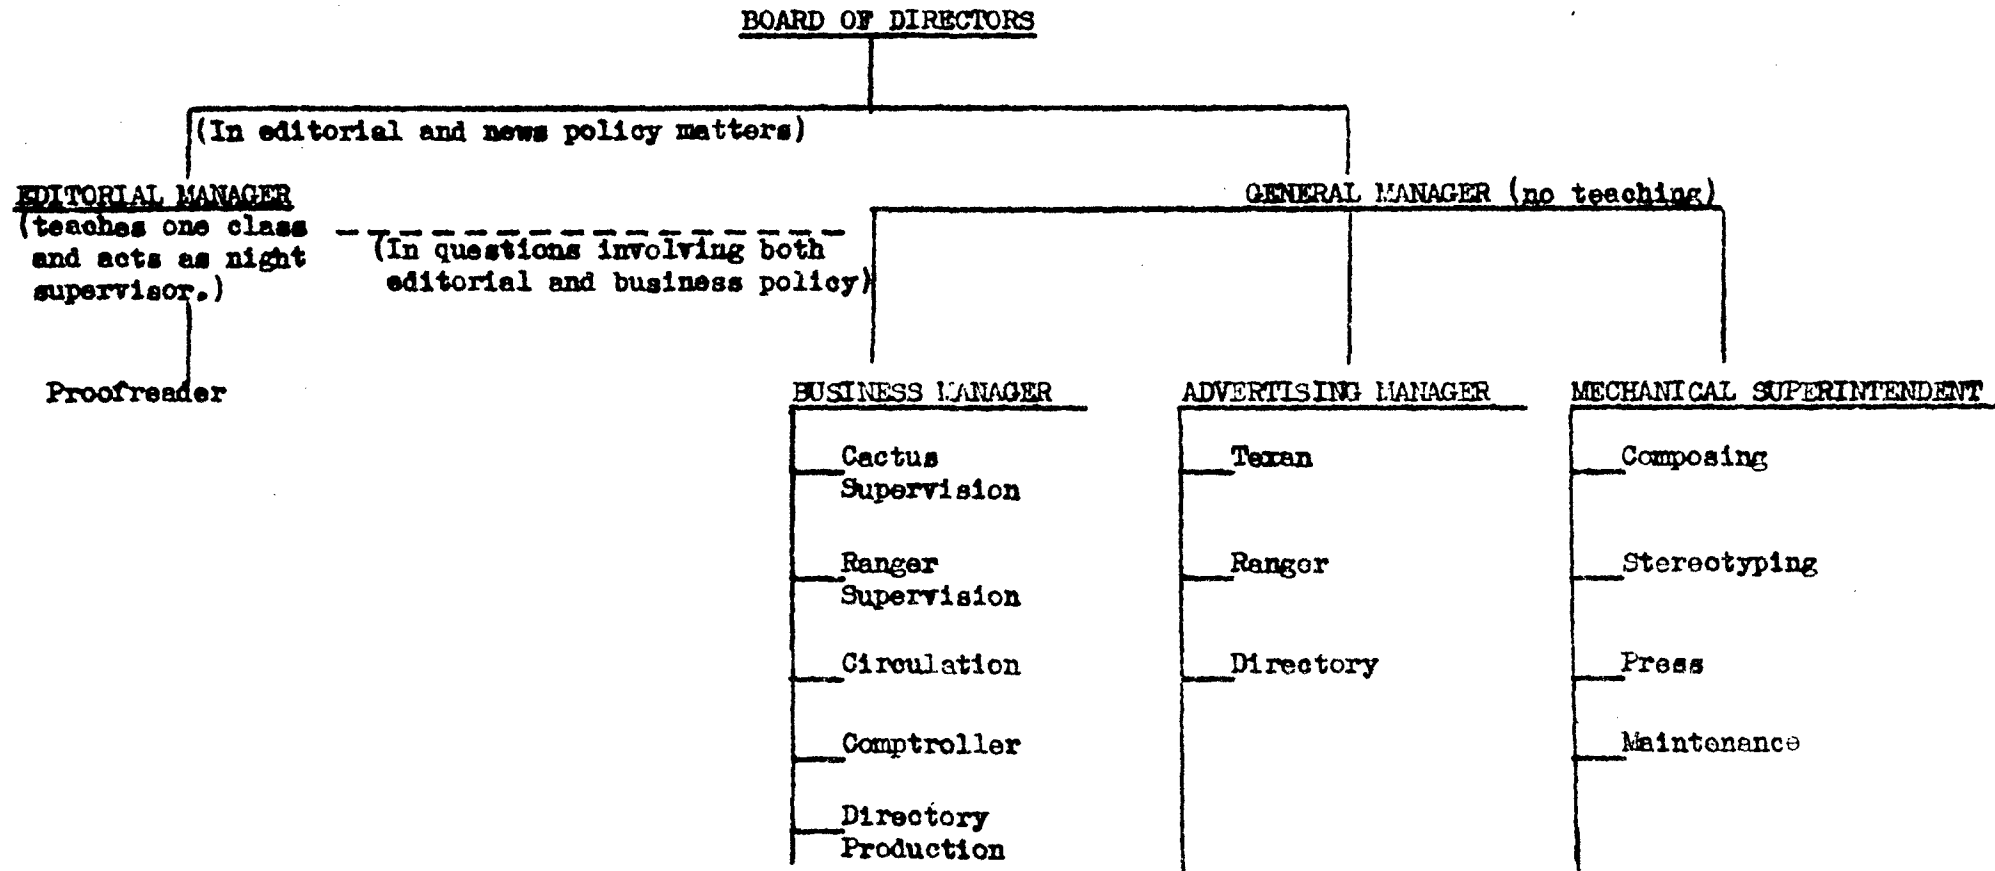 BOARD OF DIRECTORS
(In editorial and news policy matters)
EDITORIAL MANAGER
(teaches one class
and acts as night
supervisor.)
(In questions involving both
editorial and business policy)
GENERAL MANAGER (no teaching)
Proofreader
BUSINESS MANAGER
Cactus
Supervision
Ranger
Supervision
Circulation
Comptroller
Directory
Production
ADVERTISING MANAGER
Texan
Ranger
Directory
MECHANICAL SUPERINTENDENT
Composing
Stereotyping
Press
Maintenance